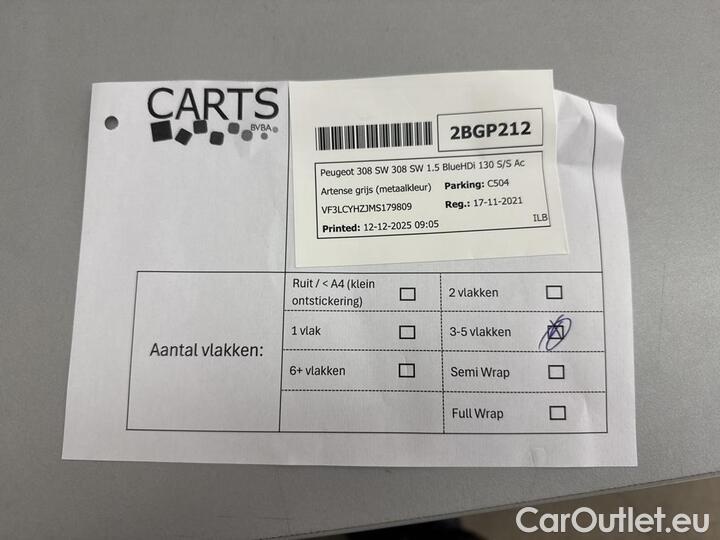 CARTS
BVBA
2BGP212
Peugeot 308 SW 308 SW 1.5 BlueHDi 130 S/S Ac
Artense grijs (metaalkleur) Parking: C504
VF3LCYHZJMS179809 Reg.: 17-11-2021
Printed: 12-12-2025 09:05 ILB
Aantal vlakken:
Ruit / < A4 (klein
ontstickering)
2 vlakken
1 vlak
3-5 vlakken
6+ vlakken
Semi Wrap
Full Wrap
CarOutlet.eu